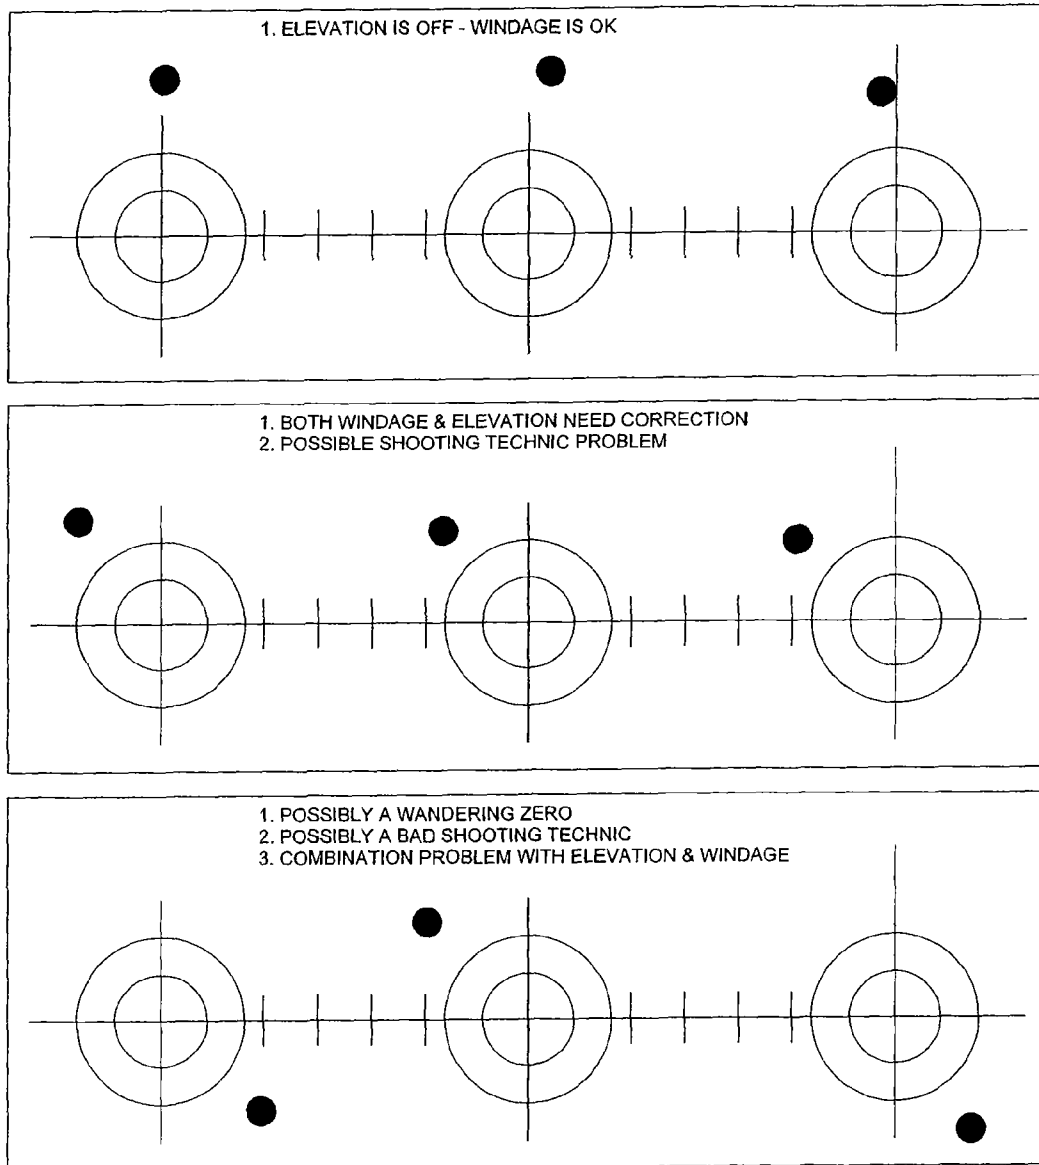 1. ELEVATION IS OFF - WINDAGE IS OK
1. BOTH WINDAGE & ELEVATION NEED CORRECTION
2. POSSIBLE SHOOTING TECHNIC PROBLEM
1. POSSIBLY A WANDERING ZERO
2. POSSIBLY A BAD SHOOTING TECHNIC
3. COMBINATION PROBLEM WITH ELEVATION & WINDAGE